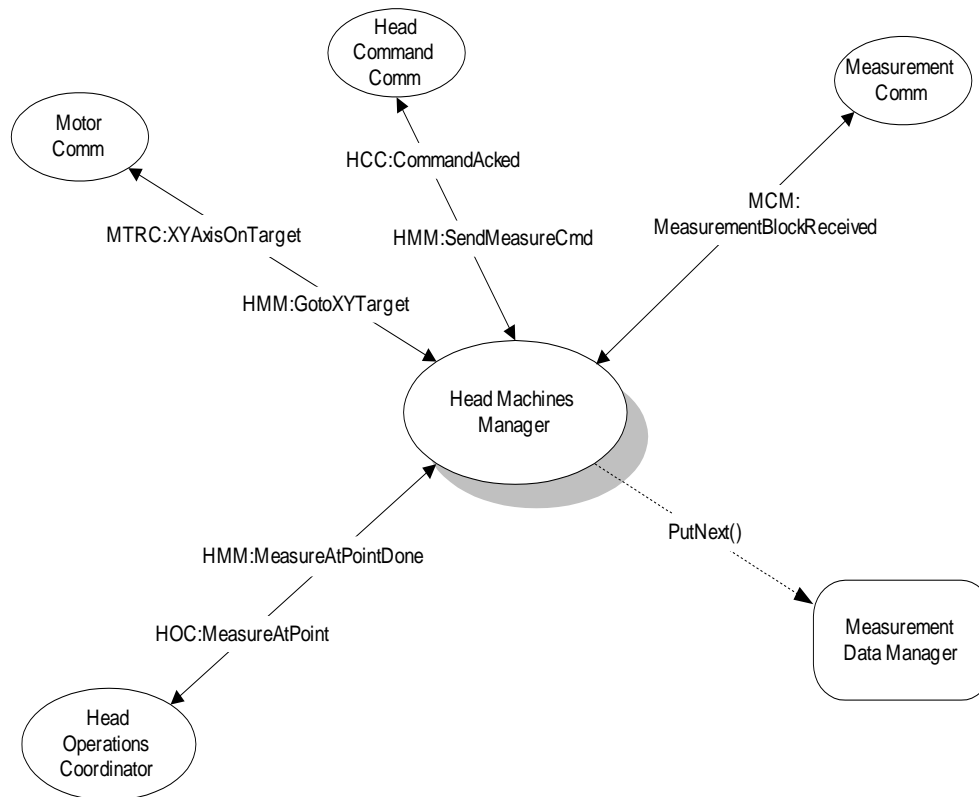 Head
Command
Comm
Measurement
Comm
Motor
Comm
HCC:CommandAcked
MCM:
MeasurementBlockReceived
MTRC:XYAxisOnTarget
HMM:SendMeasureCmd
HMM:GotoXYTarget
Head Machines
Manager
PutNext()
HMM:MeasureAtPointDone
HOC:MeasureAtPoint
Measurement
Data Manager
Head
Operations
Coordinator